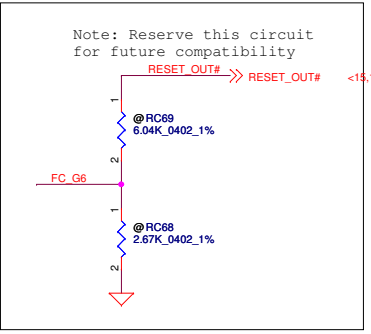 Note: Reserve this circuit
for future compatibility
RESET_OUT#
RESET_OUT# <15,
1
@RC69
6.04K_0402_1%
2
FC_G6
1
@RC68
2.67K_0402_1%
2